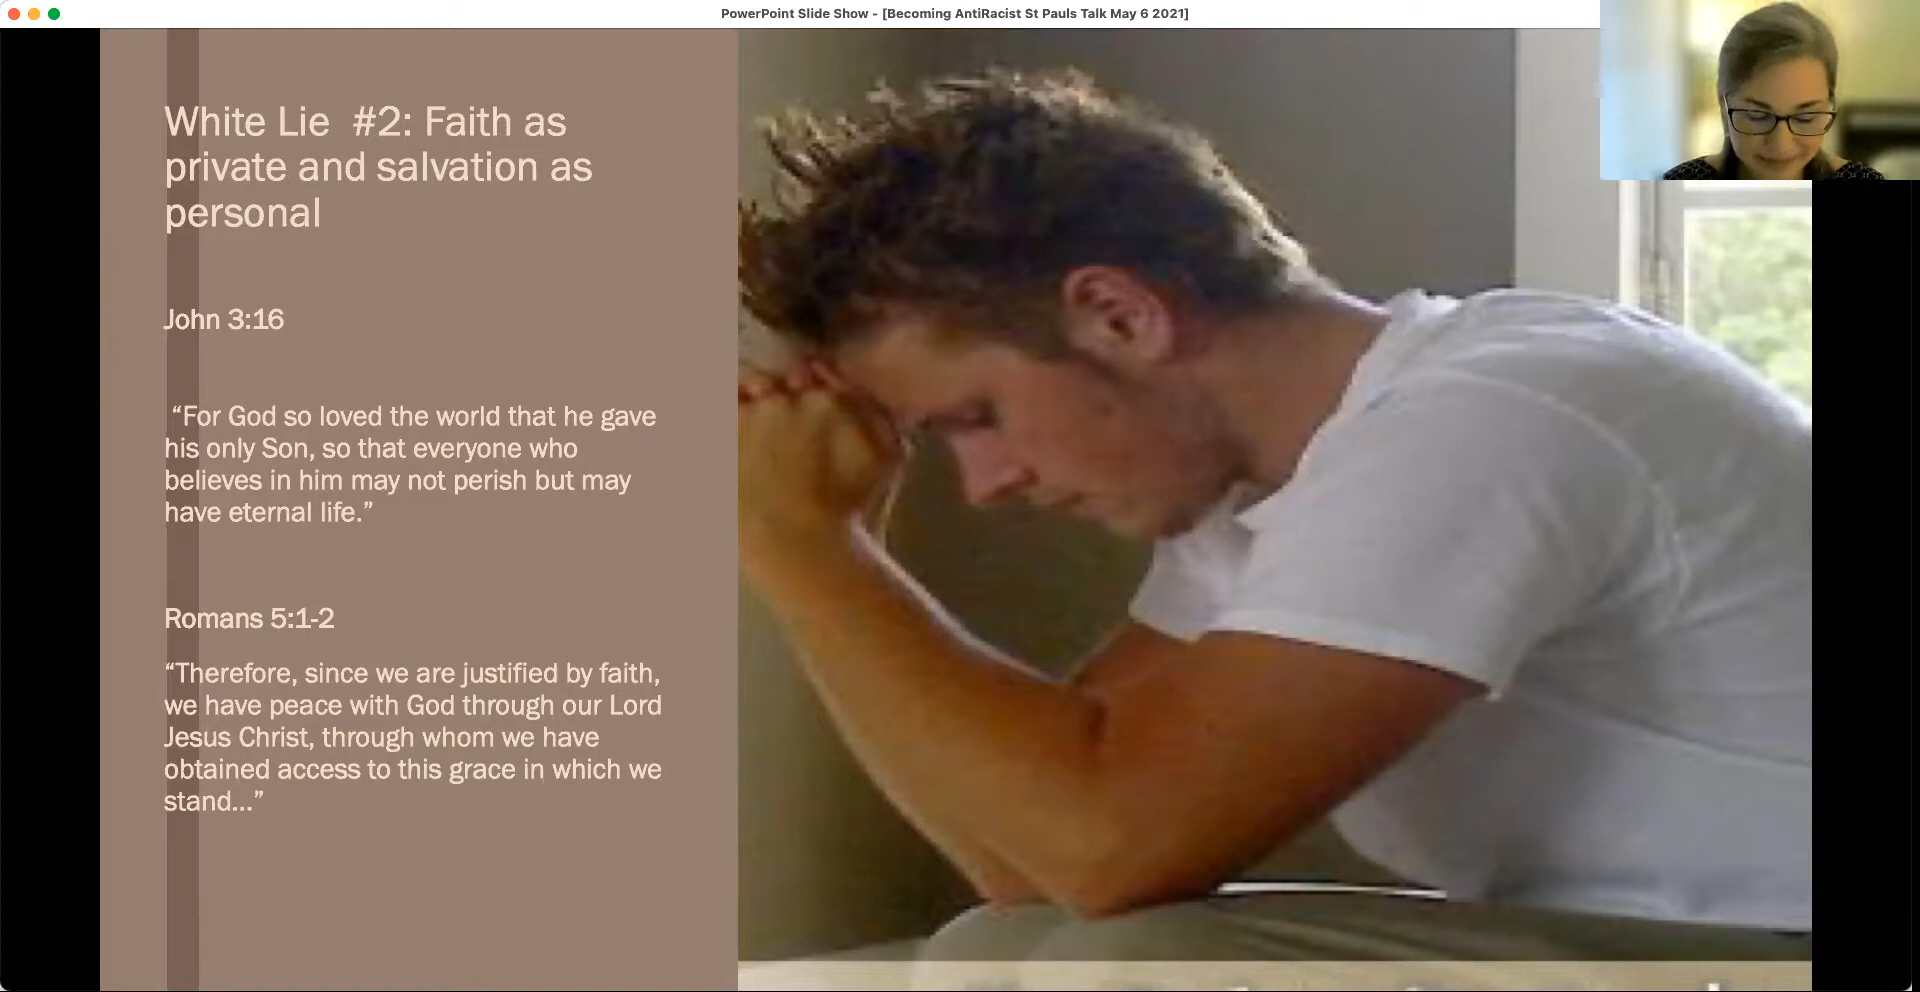 PowerPoint Slide Show - [Becoming AntiRacist St Pauls Talk May 6 2021]
White Lie  #2: Faith as
private and salvation as
personal
John 3:16
“For God so loved the world that he gave
his only Son, so that everyone who
believes in him may not perish but may
have eternal life.”
Romans 5:1-2
“Therefore, since we are justified by faith,
we have peace with God through our Lord
Jesus Christ, through whom we have
obtained access to this grace in which we
stand...”